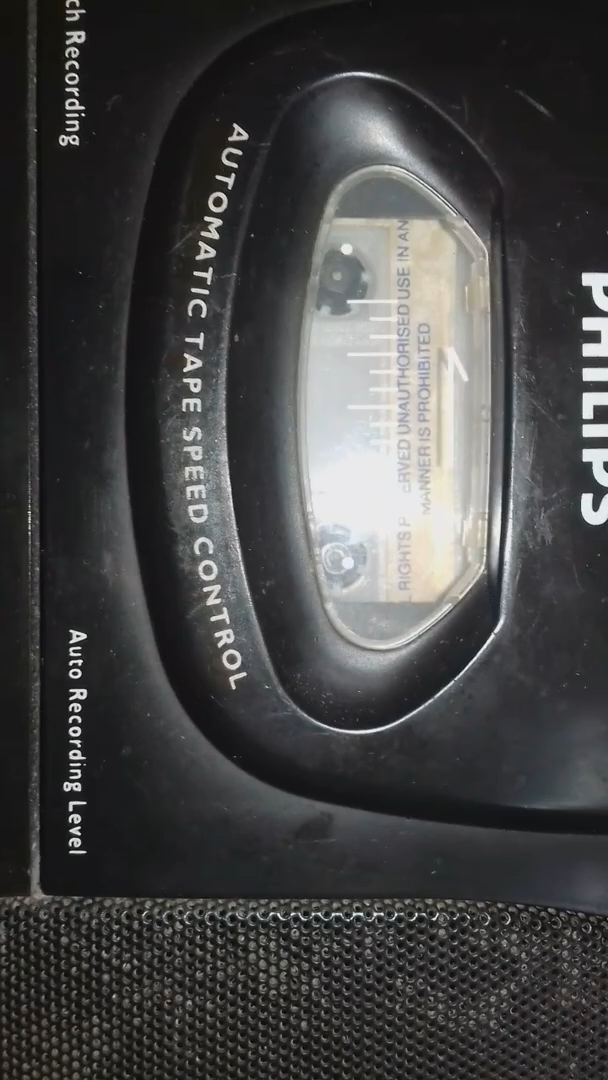 PHILIPS
RIGHTS ERVED UNAUTHORISED USE IN AN
MANNER IS PROHIBITED
AUTOMATIC TAPE SPEED CONTROL
ch Recording
Auto Recording Level